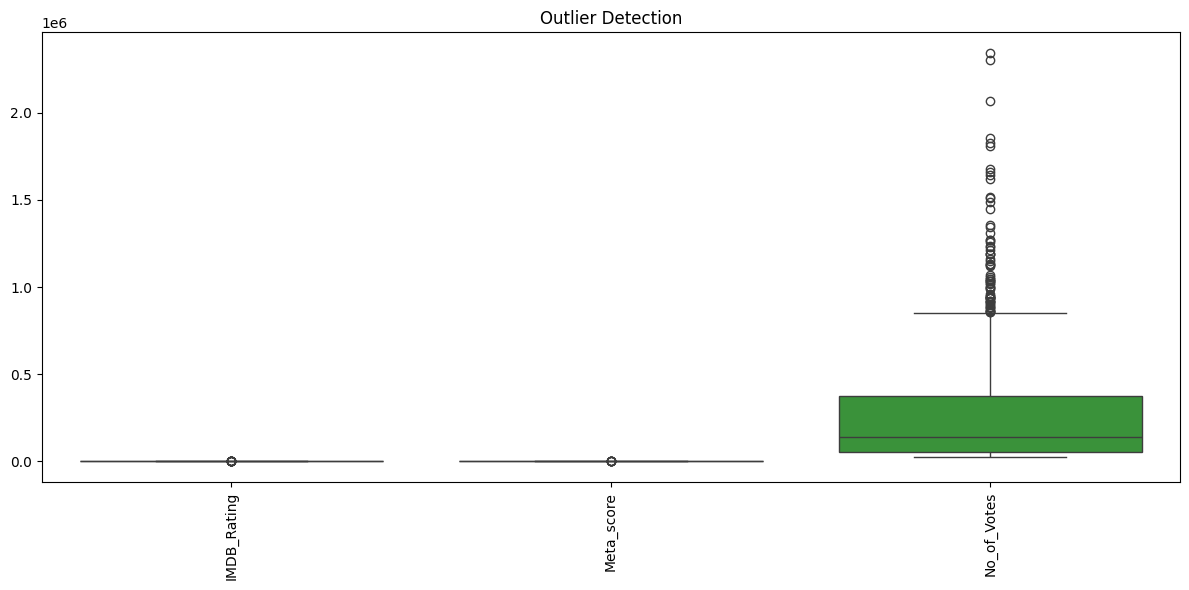 Outlier Detection
1e6
2.0
1.5
1.0
0.5
0.0
IMDB_Rating
Meta_score
No_of_Votes